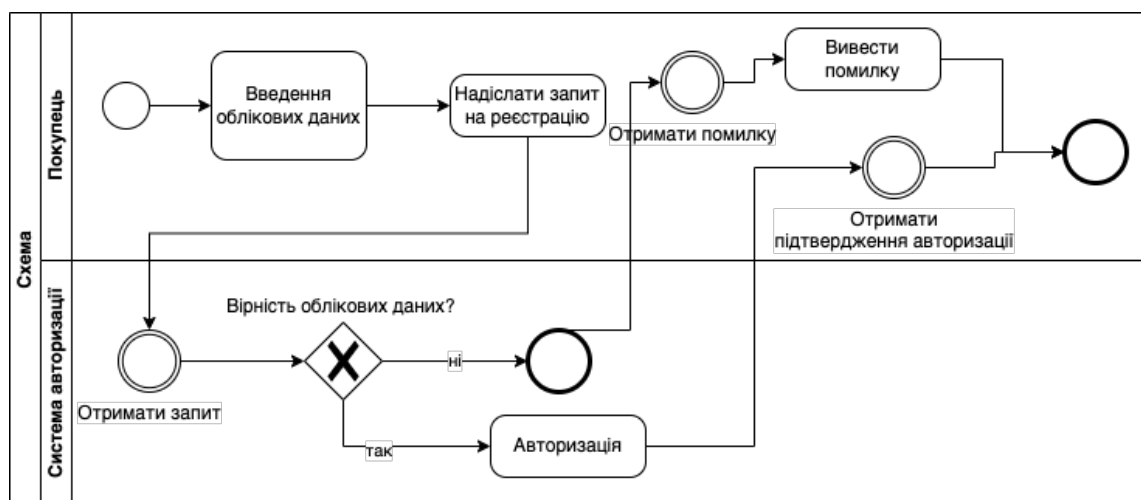 Схема
Покупець
Введення
облікових даних
Надіслати запит
на реєстрацію
Отримати помилку
Вивести
помилку
Отримати
підтвердження авторизації
Система авторизації
Отримати запит
Вірність облікових даних?
ні
так
Авторизація